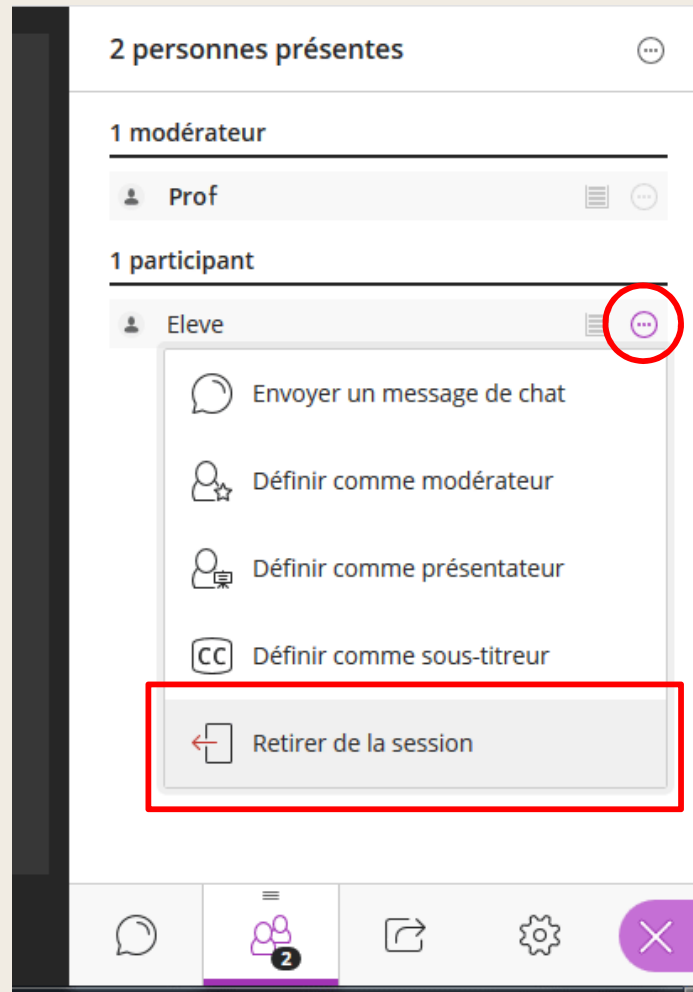 2 personnes présentes
1 modérateur
Prof
1 participant
Eleve
Envoyer un message de chat
Définir comme modérateur
Définir comme présentateur
CC Définir comme sous-titreur
Retirer de la session
2